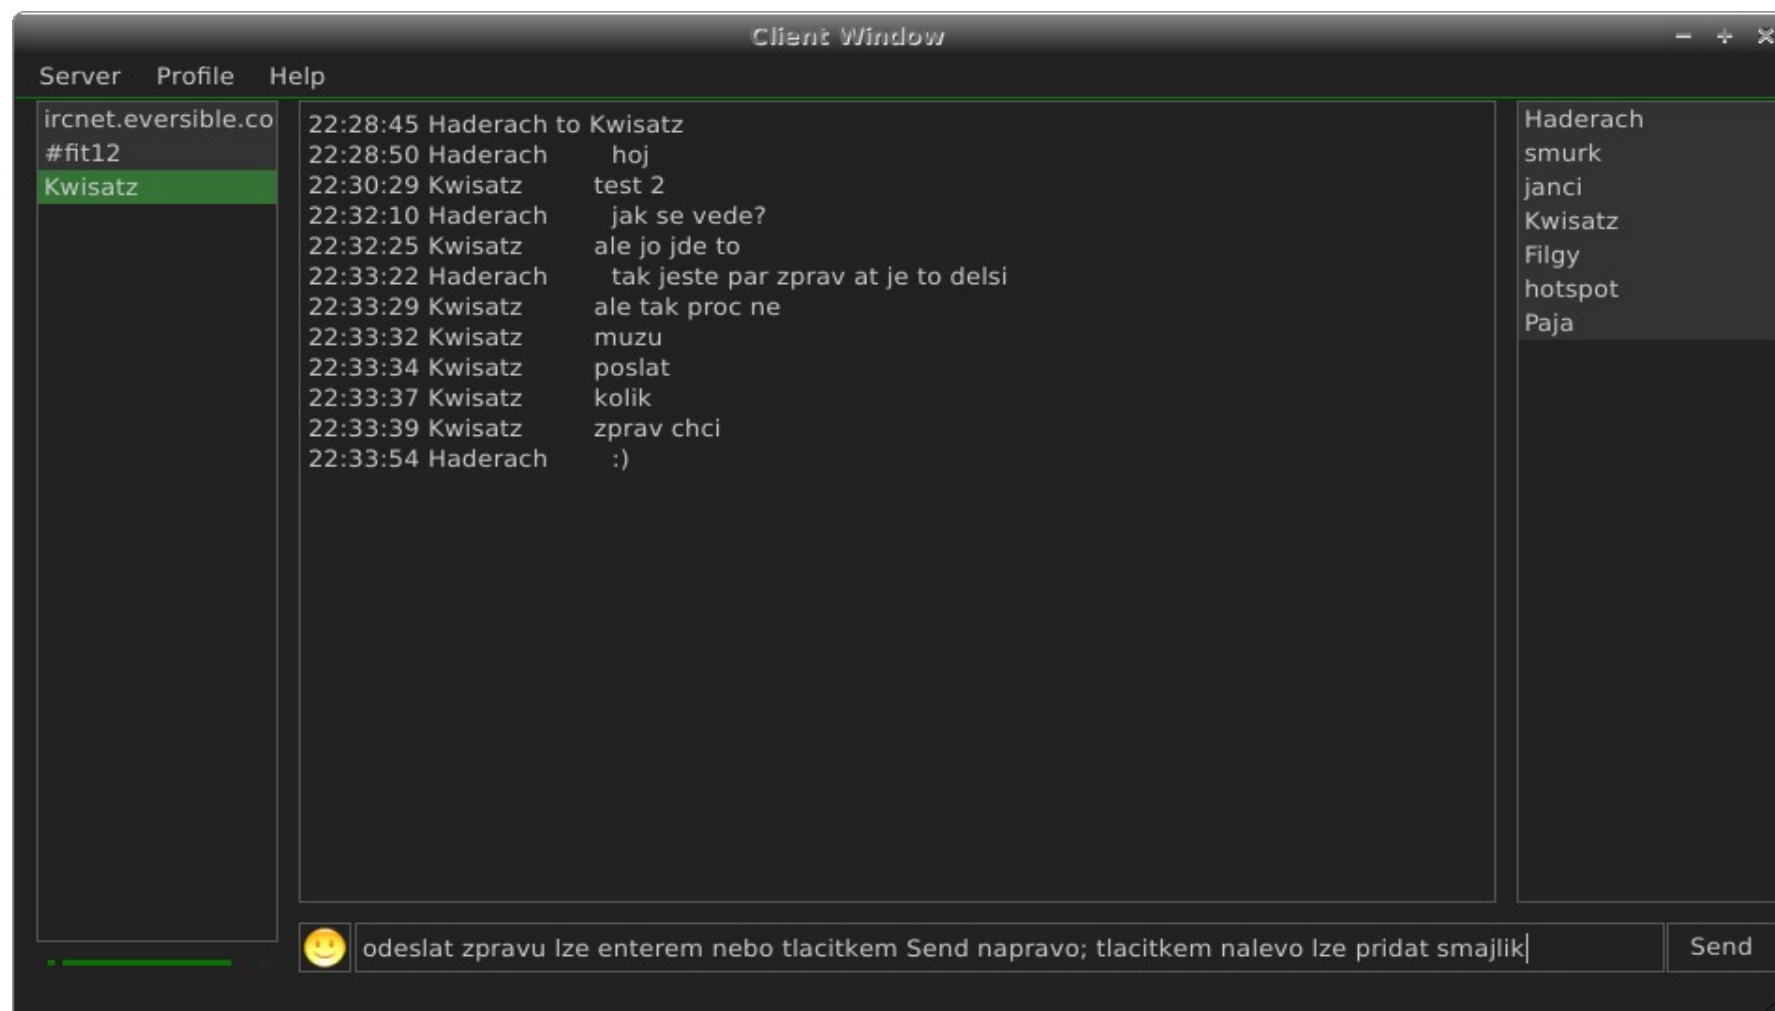 Client Window
Server Profile Help
ircnet.eversible.co
#fit12
Kwisatz
22:28:45 Haderach to Kwisatz
22:28:50 Haderach hoj
22:30:29 Kwisatz test 2
22:32:10 Haderach jak se vede?
22:32:25 Kwisatz ale jo jde to
22:33:22 Haderach tak jeste par zprav at je to delsi
22:33:29 Kwisatz ale tak proc ne
22:33:32 Kwisatz muzu
22:33:34 Kwisatz poslat
22:33:37 Kwisatz kolik
22:33:39 Kwisatz zprav chci
22:33:54 Haderach :)
Haderach
smurk
janci
Kwisatz
Filgy
hotspot
Paja
odeslat zpravu lze enterem nebo tlacitkem Send napravo; tlacitkem nalevo lze pridat smajlik
Send